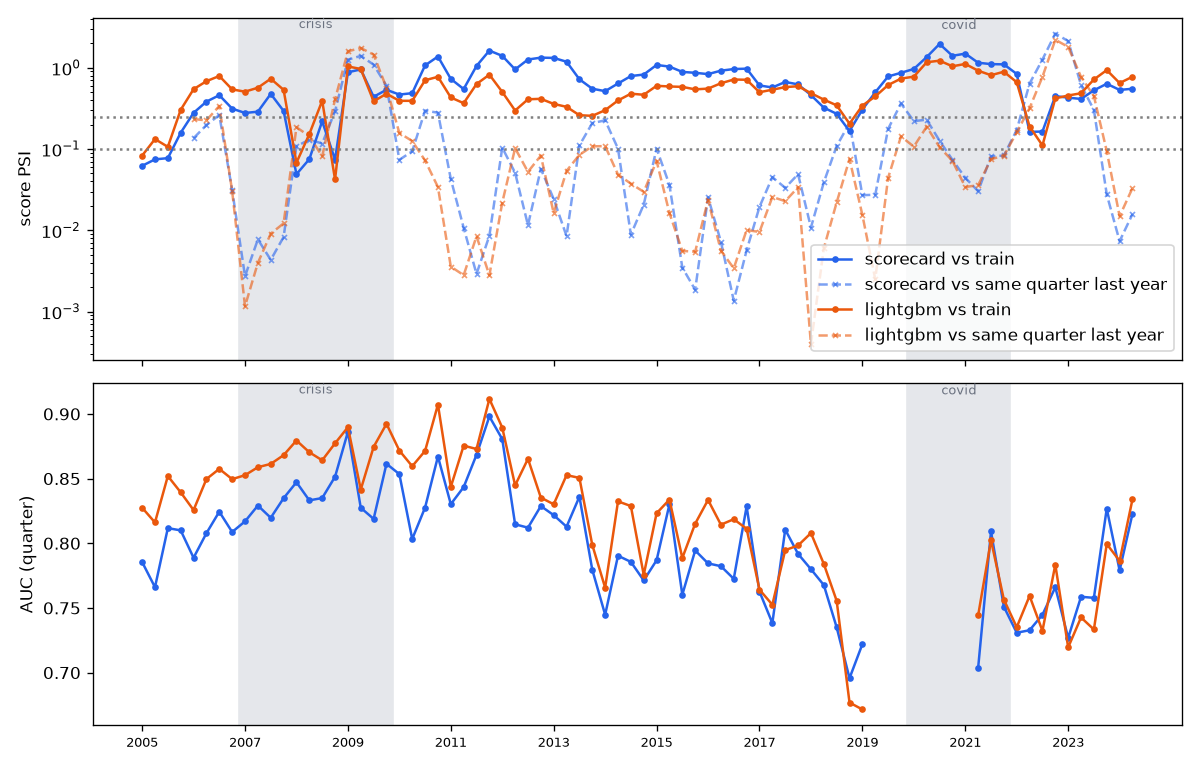 crisis
covid
10⁰
10⁻¹
10⁻²
10⁻³
score PSI
scorecard vs train
scorecard vs same quarter last year
lightgbm vs train
lightgbm vs same quarter last year
crisis
covid
0.90
0.85
0.80
0.75
0.70
AUC (quarter)
2005 2007 2009 2011 2013 2015 2017 2019 2021 2023